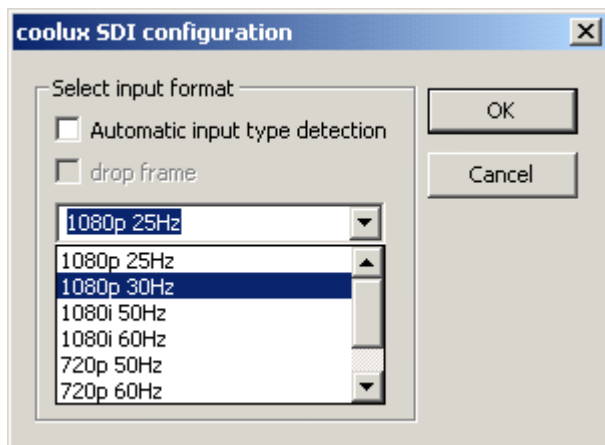 coolux SDI configuration
Select input format
Automatic input type detection
drop frame
1080p 25Hz
1080p 25Hz
1080p 30Hz
1080i 50Hz
1080i 60Hz
720p 50Hz
720p 60Hz
OK
Cancel